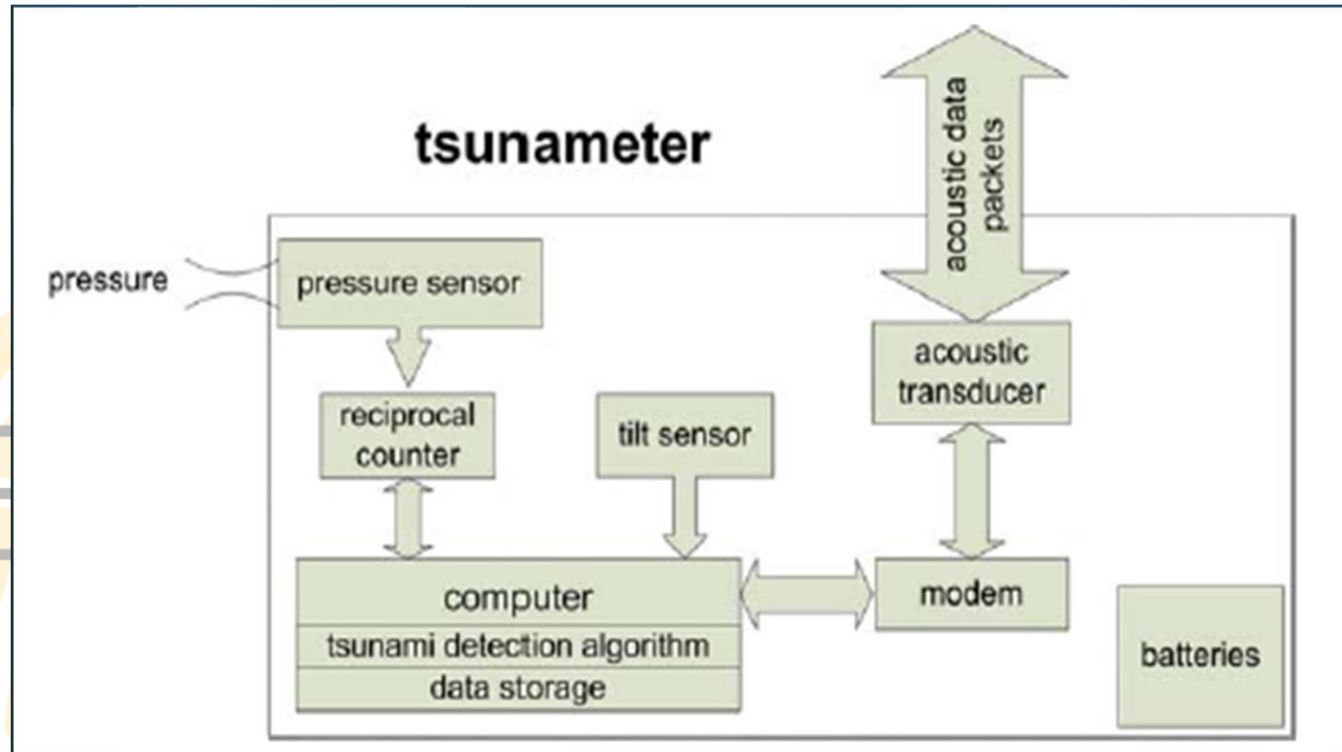 tsunameter
acoustic data
packets
pressure
pressure sensor
acoustic
transducer
reciprocal
counter
tilt sensor
computer
tsunami detection algorithm
data storage
modem
batteries